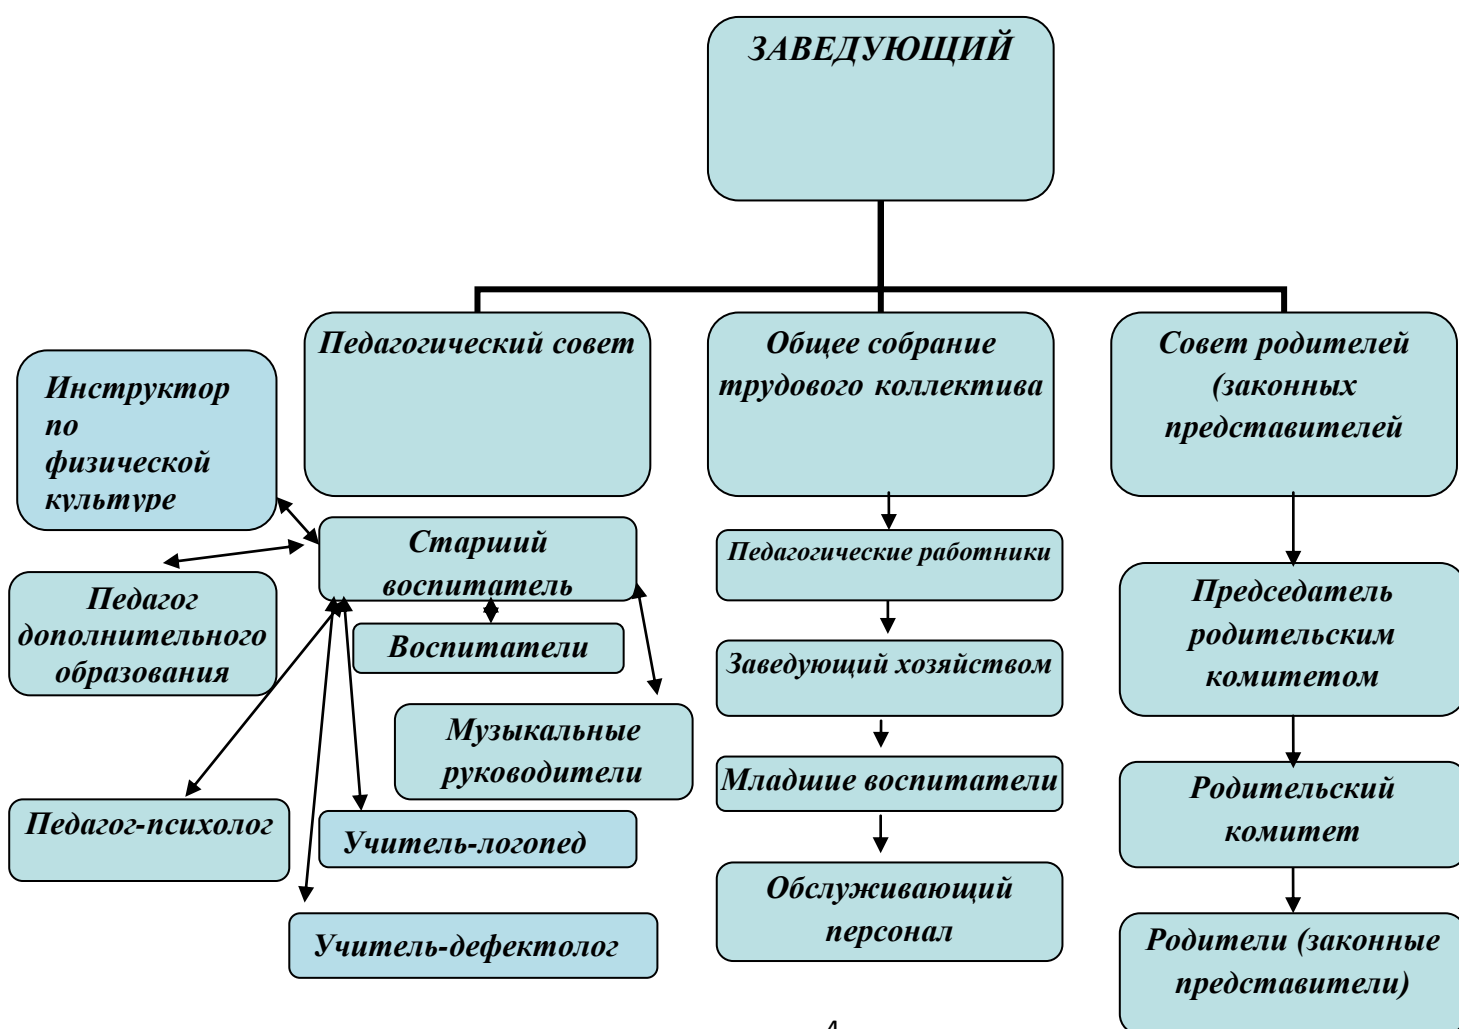 ЗАВЕДУЮЩИЙ
Педагогический совет
Общее собрание
трудового коллектива
Совет родителей
(законных
представителей
Инструктор
по
физической
культуре
Старший
воспитатель
Педагогические работники
Педагог
дополнительного
образования
Воспитатели
Заведующий хозяйством
Председатель
родительским
комитетом
Музыкальные
руководители
Младшие воспитатели
Родительский
комитет
Педагог-психолог
Учитель-логопед
Обслуживающий
персонал
Учитель-дефектолог
Родители (законные
представители)